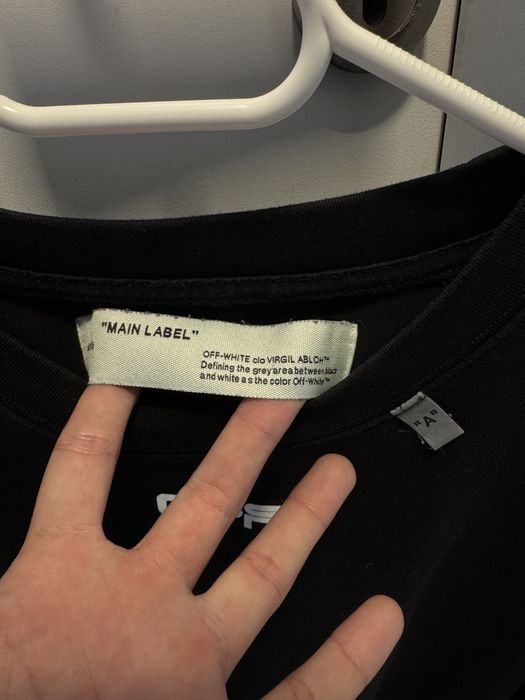 "MAIN LABEL"
OFF-WHITE c/o VIRGIL ABLOH™
Defining the grey area between black
and white as the color Off-White™
"A"